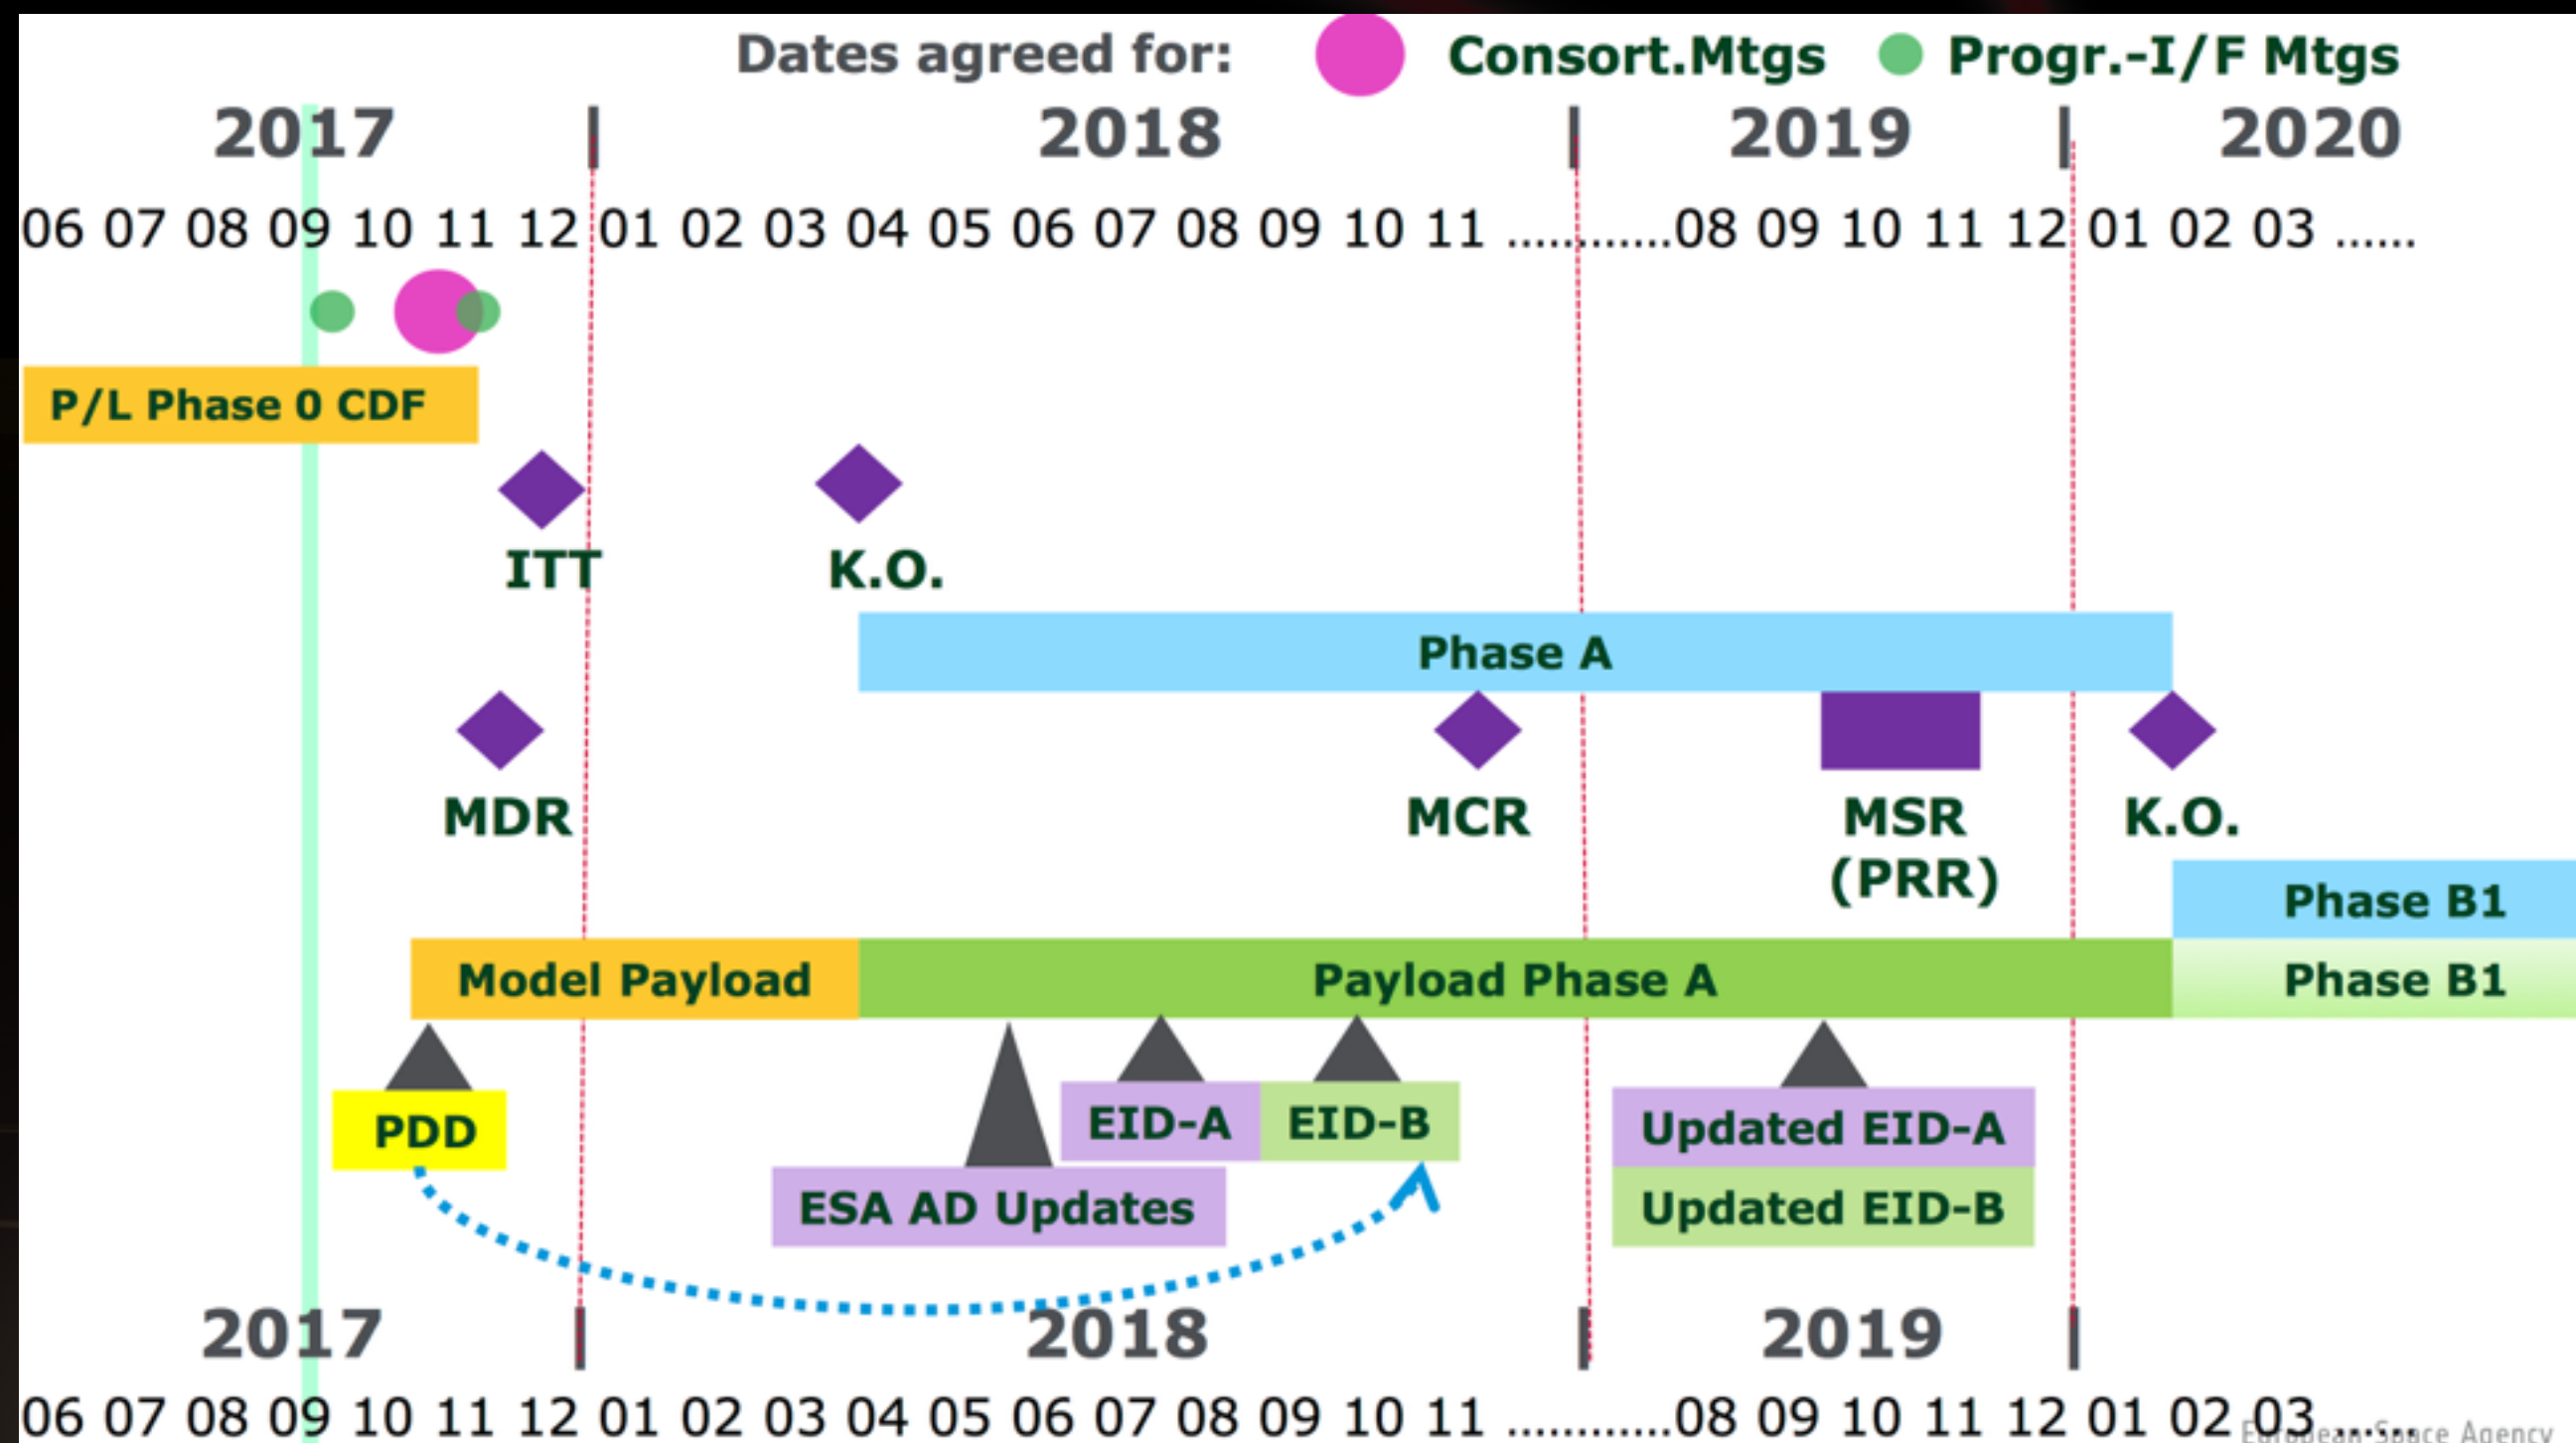 Dates agreed for: Consort.Mtgs Progr.-I/F Mtgs
2017 | 2018 | 2019 | 2020
06 07 08 09 10 11 12 01 02 03 04 05 06 07 08 09 10 11 ............08 09 10 11 12 01 02 03 ......
P/L Phase 0 CDF
ITT K.O.
Phase A
MDR MCR MSR K.O.
(PRR)
Phase B1
Model Payload Payload Phase A Phase B1
PDD EID-A EID-B Updated EID-A
ESA AD Updates Updated EID-B
2017 | 2018 | 2019 |
06 07 08 09 10 11 12 01 02 03 04 05 06 07 08 09 10 11 ............08 09 10 11 12 01 02 03 ......
European Space Agency